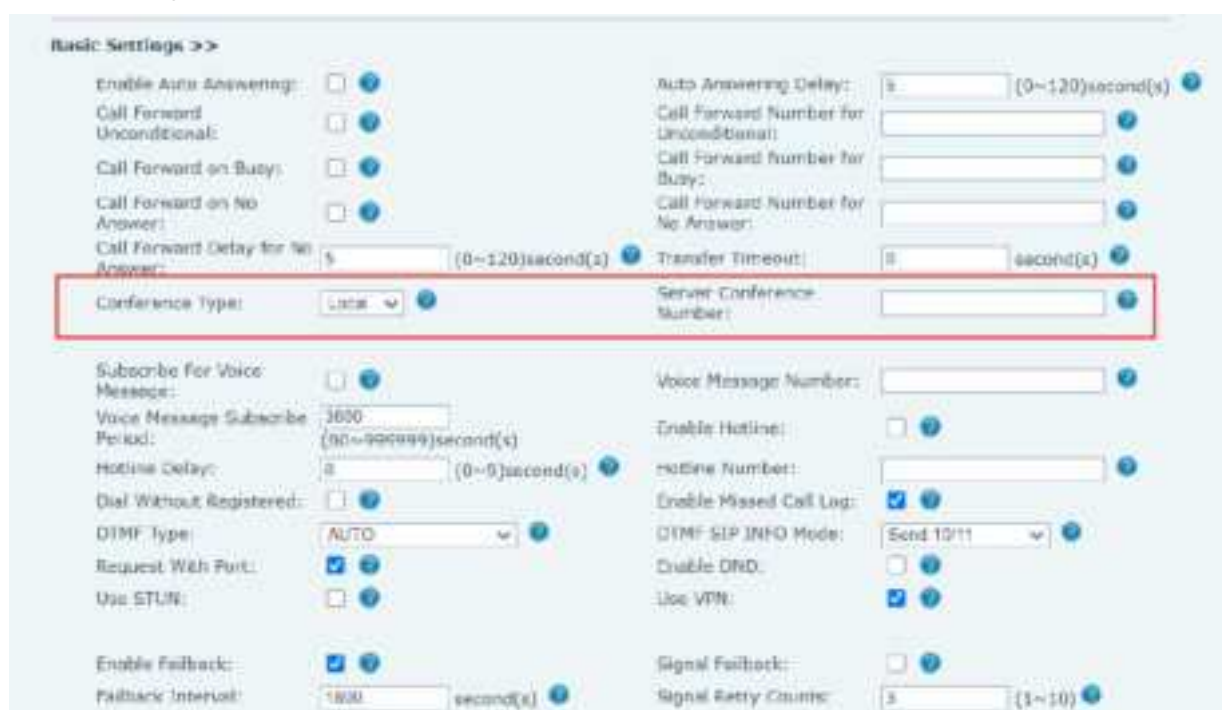 Basic Settings >>
Enable Auto Answering: Auto Answering Delay: 5 (0~120)second(s)
Call Forward Unconditional: Call Forward Number for Unconditional:
Call Forward on Busy: Call Forward Number for Busy:
Call Forward on No Answer: Call Forward Number for No Answer:
Call Forward Delay for No Answer: 5 (0~120)second(s) Transfer Timeout: 0 second(s)
Conference Type: Local Server Conference Number:
Subscribe For Voice Message: Voice Message Number:
Voice Message Subscribe Period: 3600 (60~999999)second(s) Enable Hotline:
Hotline Delay: 0 (0~9)second(s) Hotline Number:
Dial Without Registered: Enable Missed Call Log:
DTMF Type: AUTO DTMF SIP INFO Mode: Send 10/11
Request With Port: Enable DND:
Use STUN: Use VPN:
Enable Failback: Signal Failback:
Failback Interval: 1800 second(s) Signal Retry Counts: 3 (1~10)